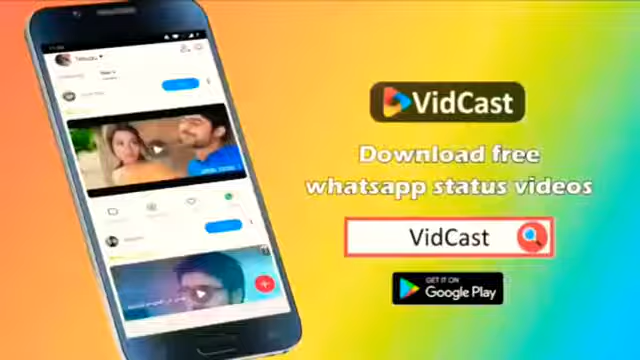 VidCast
Download free
whatsapp status videos
VidCast
GET IT ON
Google Play